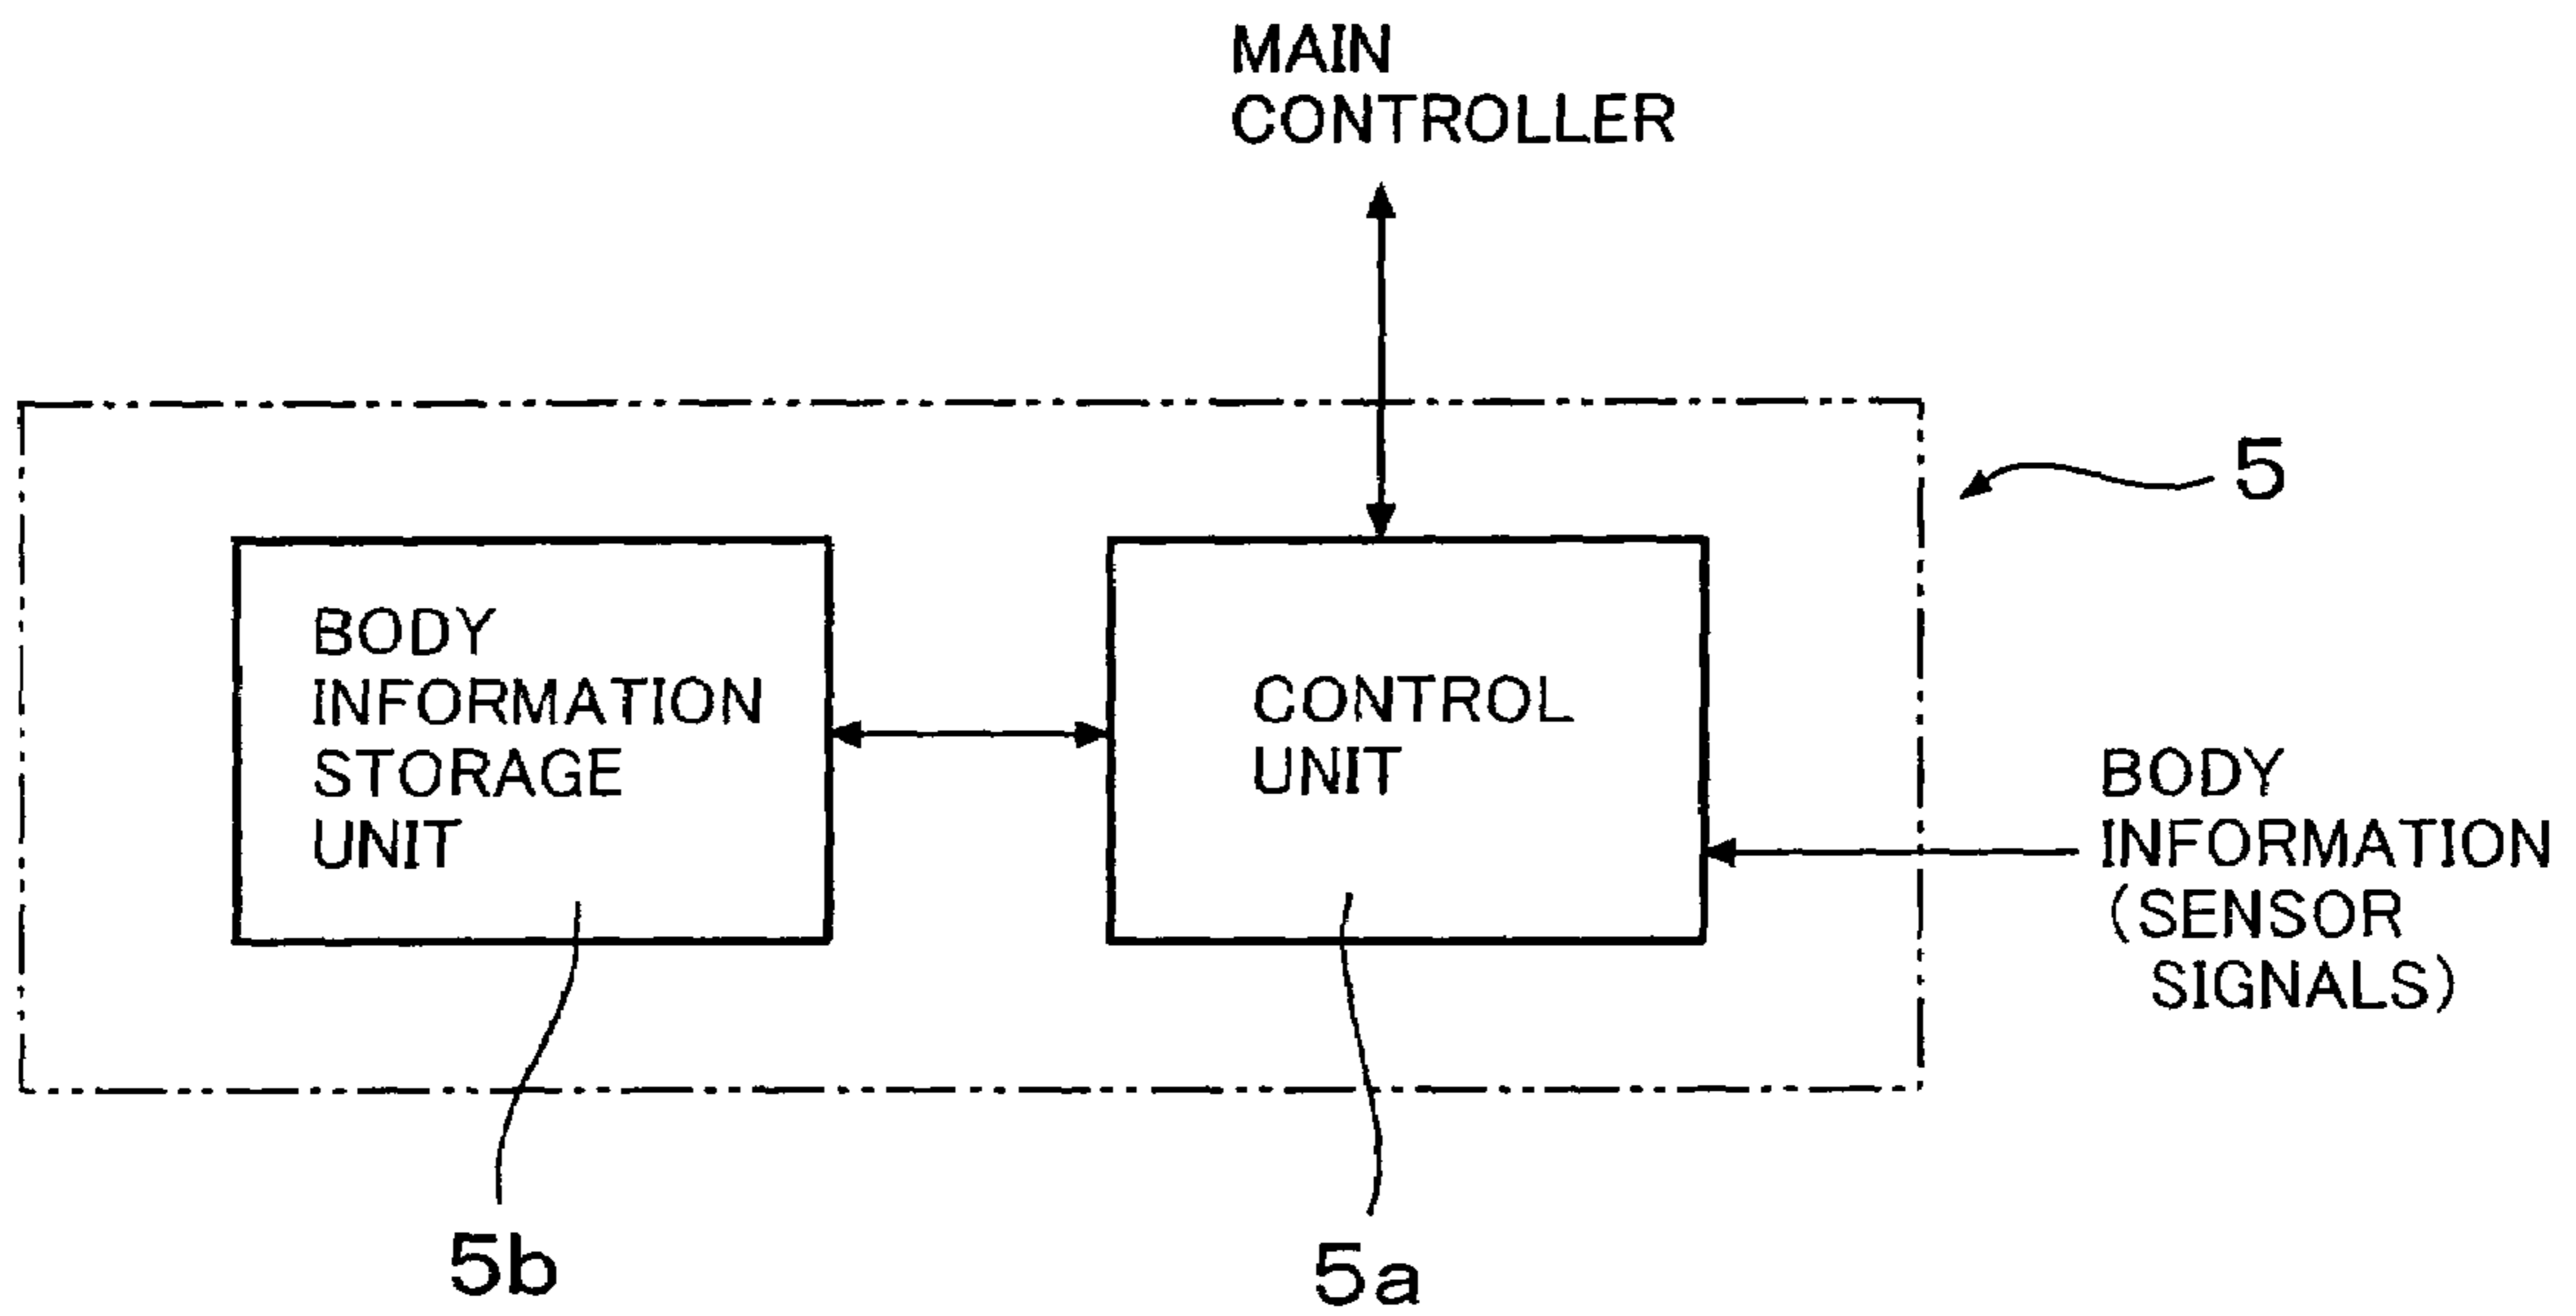 MAIN
CONTROLLER
5
BODY
INFORMATION
STORAGE
UNIT
CONTROL
UNIT
BODY
INFORMATION
(SENSOR
SIGNALS)
5b
5a